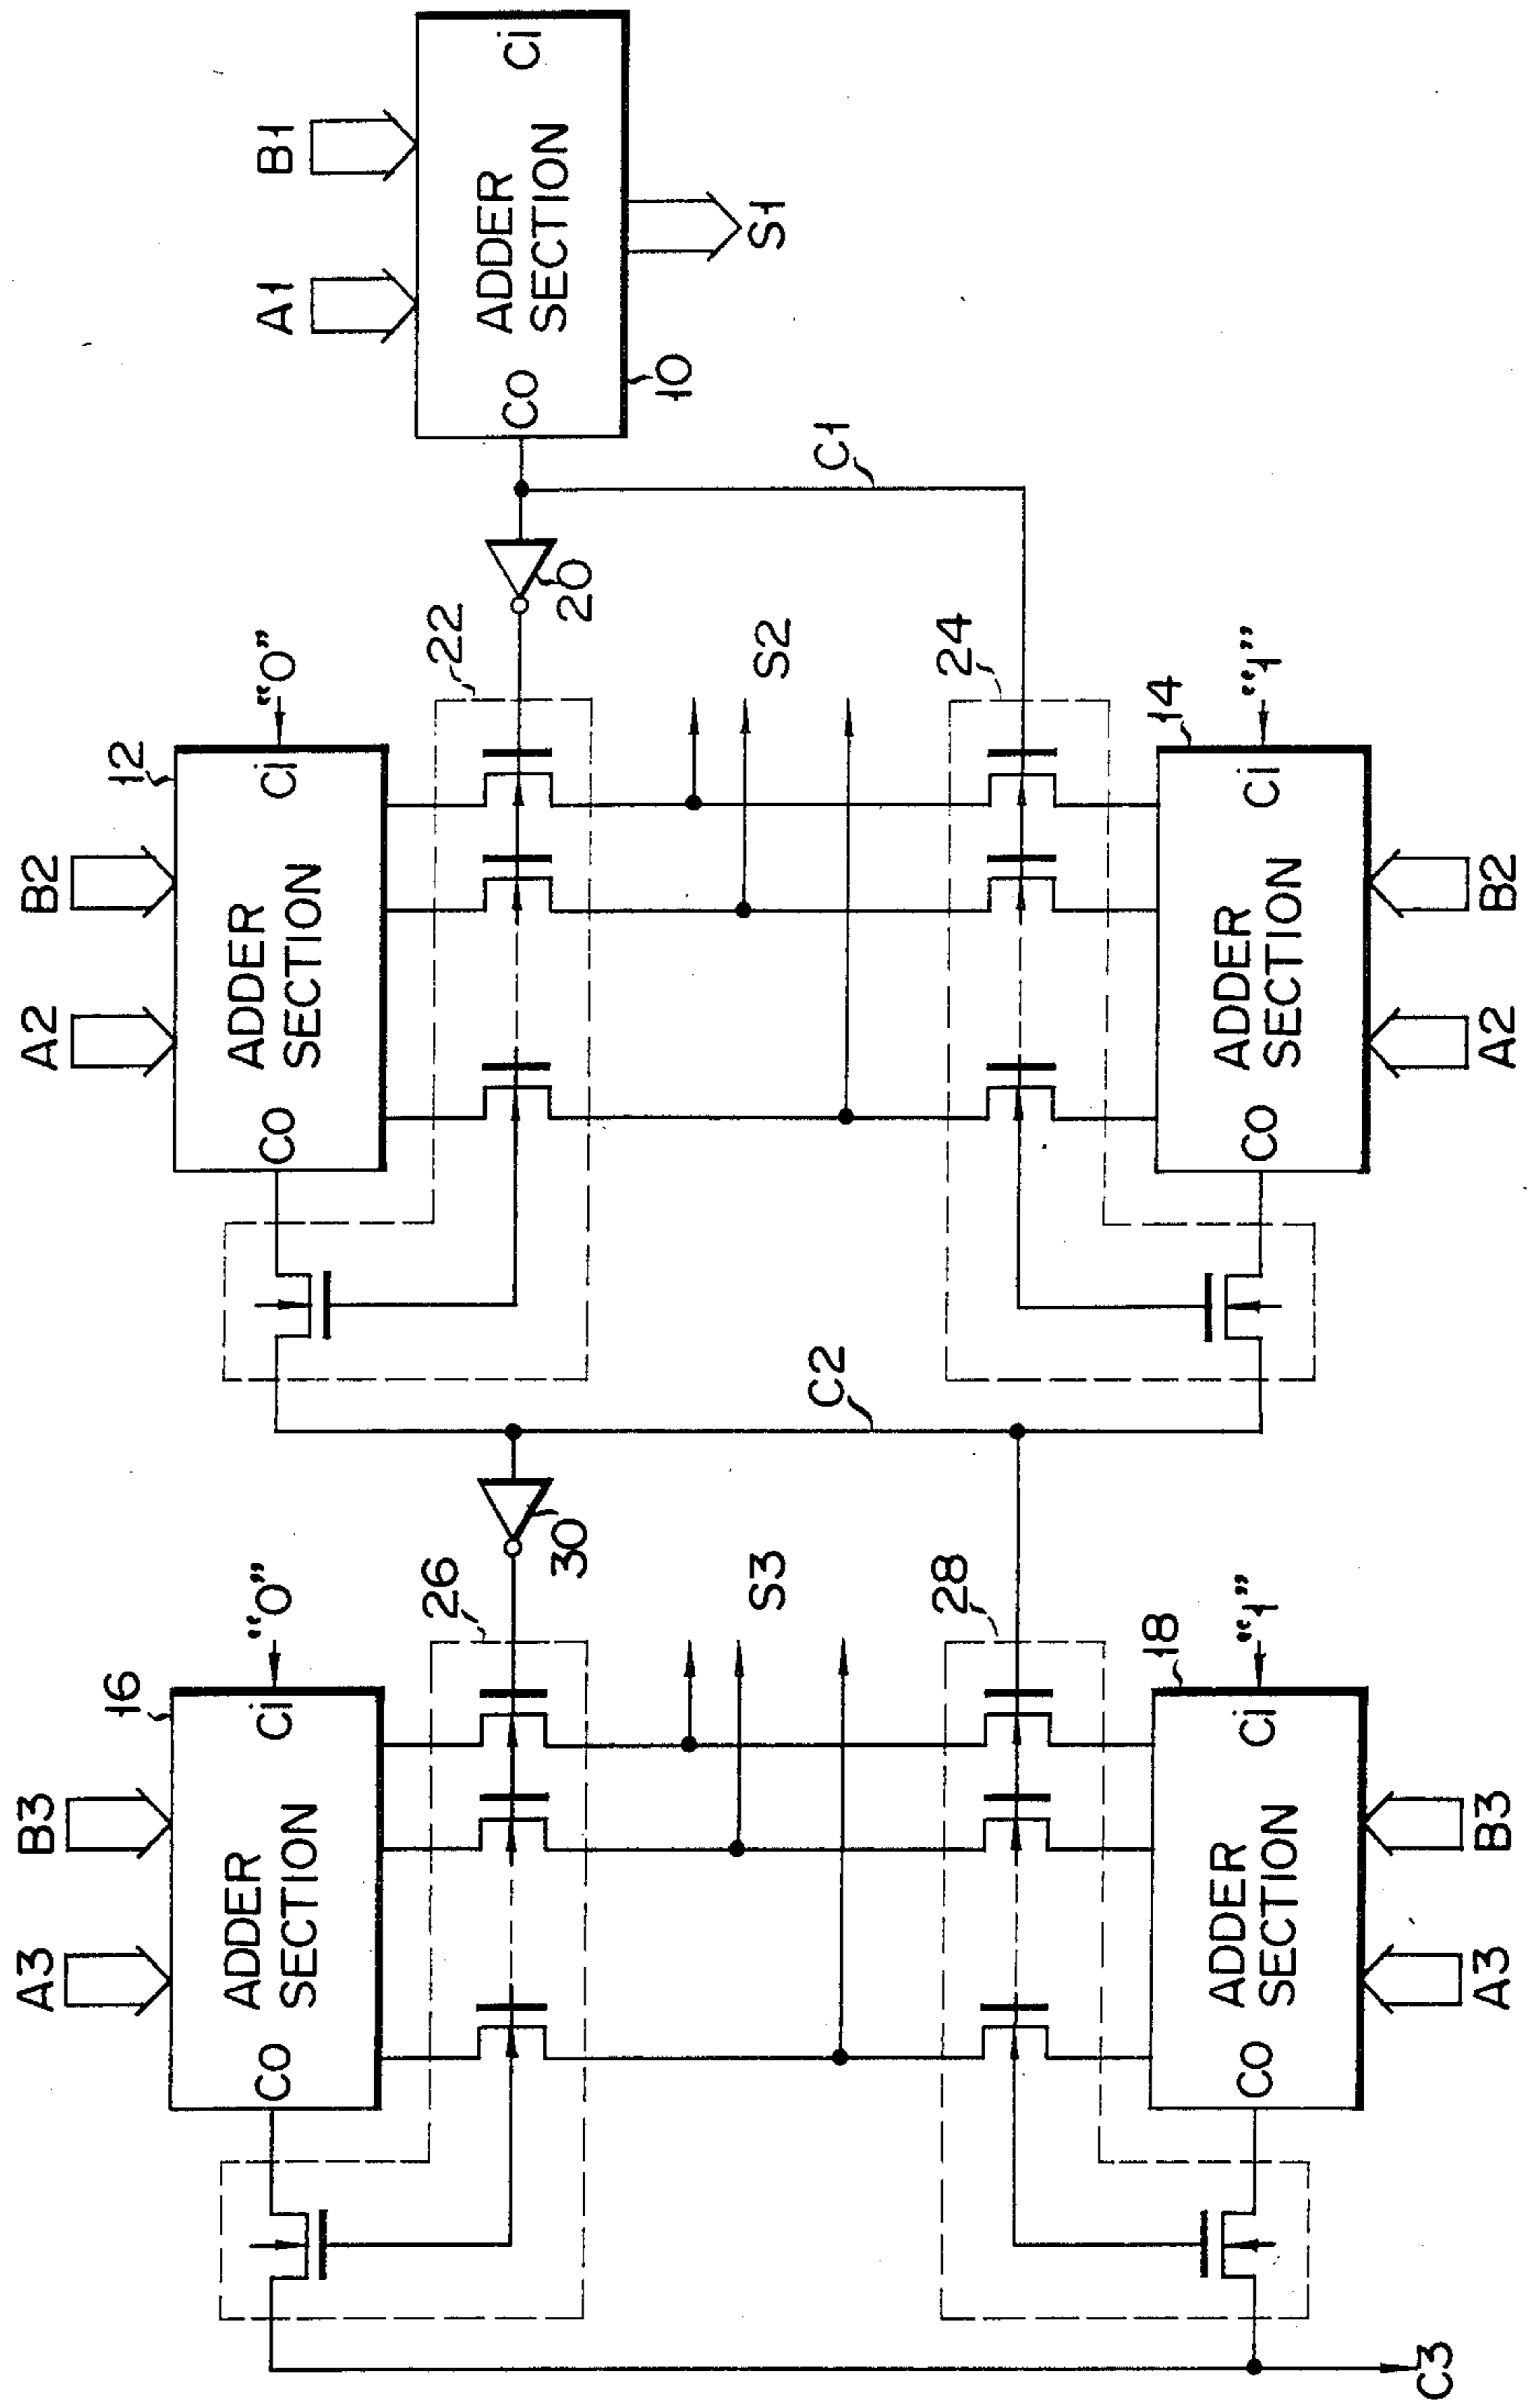 A3
B3
16
CO
ADDER
SECTION
Ci
"0"
26
30
S3
28
CO
ADDER
SECTION
Ci
18
"1"
A3
B3
C3
A2
B2
12
CO
ADDER
SECTION
Ci
"0"
22
20
S2
24
C2
CO
ADDER
SECTION
Ci
14
"1"
A2
B2
A1
B1
CO
ADDER
SECTION
Ci
10
S1
C1